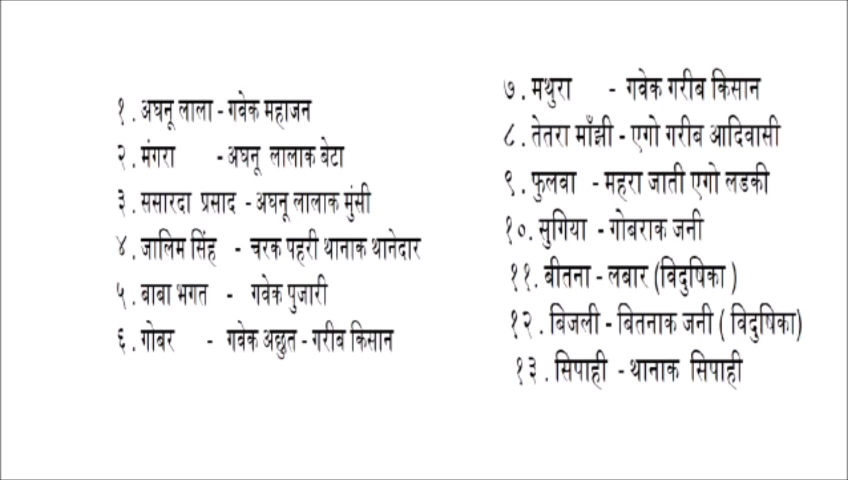 १. अघनू लाला - गवेक महाजन
२. मंगरा - अघनू लालाक बेटा
३. ससारदा प्रसाद - अघनू लालाक मुंसी
४. जालिम सिंह - चरक पहरी थानाक थानेदार
५. बाबा भगत - गवेक पुजारी
६. गोबर - गवेक अछुत - गरीब किसान
७. मथुरा - गवेक गरीब किसान
८. तेतरा माँझी - एगो गरीब आदिवासी
९. फुलवा - महरा जाती एगो लडकी
१०. सुगिया - गोबराक जनी
११. बीतना - लबार (विदुषिका )
१२. बिजली - बितनाक जनी ( विदुषिका)
१३. सिपाही - थानाक सिपाही